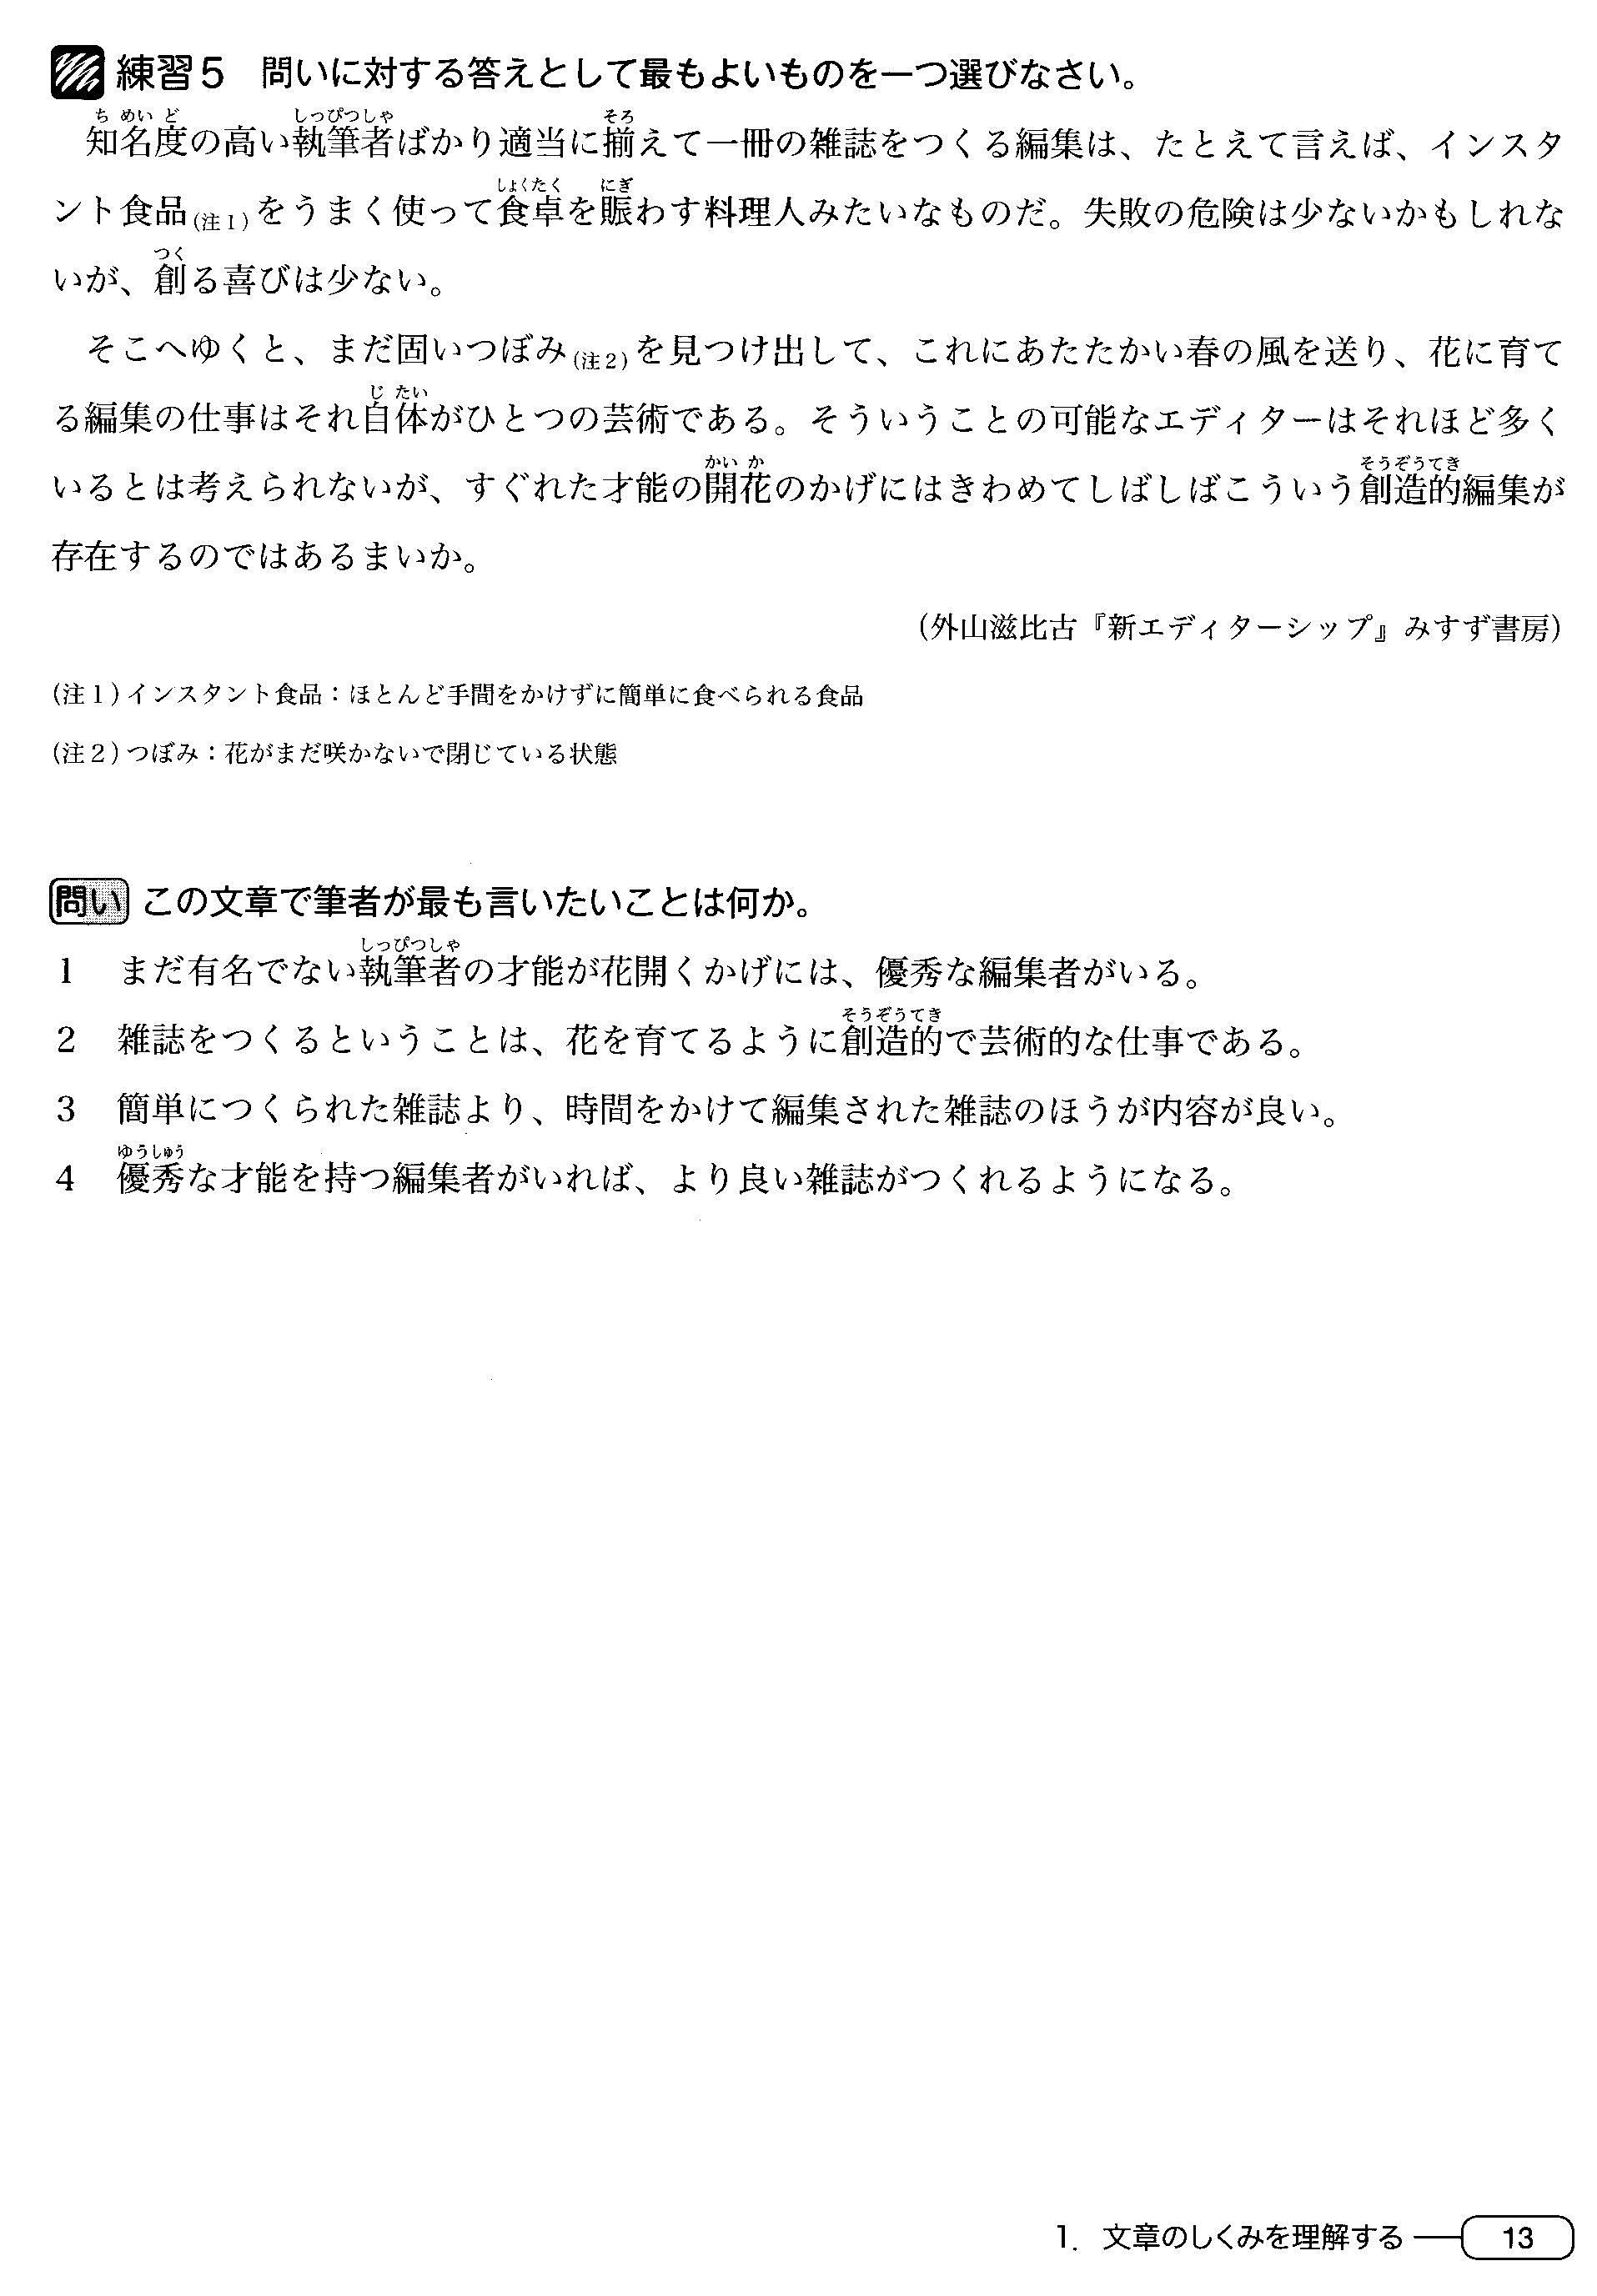 練習5　問いに対する答えとして最もよいものを一つ選びなさい。
ちめいど　しっぴつしゃ　そろ
知名度の高い執筆者ばかり適当に揃えて一冊の雑誌をつくる編集は、たとえて言えば、インスタ
しょくたく　にぎ
ント食品(注1)をうまく使って食卓を賑わす料理人みたいなものだ。失敗の危険は少ないかもしれな
つく
いが、創る喜びは少ない。
そこへゆくと、まだ固いつぼみ(注2)を見つけ出して、これにあたたかい春の風を送り、花に育て
じたい
る編集の仕事はそれ自体がひとつの芸術である。そういうことの可能なエディターはそれほど多く
かいか　そうぞうてき
いるとは考えられないが、すぐれた才能の開花のかげにはきわめてしばしばこういう創造的編集が
存在するのではあるまいか。
（外山滋比古『新エディターシップ』みすず書房）
(注1)インスタント食品：ほとんど手間をかけずに簡単に食べられる食品
(注2)つぼみ：花がまだ咲かないで閉じている状態
問い　この文章で筆者が最も言いたいことは何か。
しっぴつしゃ
1　まだ有名でない執筆者の才能が花開くかげには、優秀な編集者がいる。
そうぞうてき
2　雑誌をつくるということは、花を育てるように創造的で芸術的な仕事である。
3　簡単につくられた雑誌より、時間をかけて編集された雑誌のほうが内容が良い。
ゆうしゅう
4　優秀な才能を持つ編集者がいれば、より良い雑誌がつくれるようになる。
1．文章のしくみを理解する　13